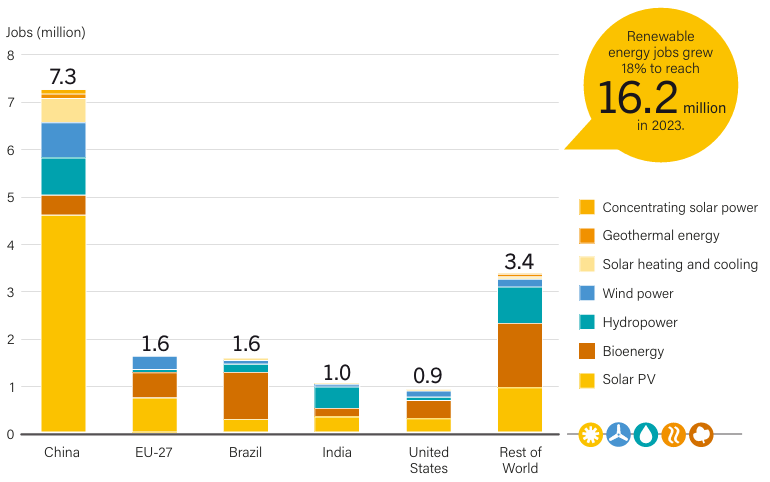 Jobs (million)
8
7
6
5
4
3
2
1
0
7.3
1.6
1.6
1.0
0.9
3.4
China
EU-27
Brazil
India
United
States
Rest of
World
Renewable
energy jobs grew
18% to reach
16.2 million
in 2023.
Concentrating solar power
Geothermal energy
Solar heating and cooling
Wind power
Hydropower
Bioenergy
Solar PV